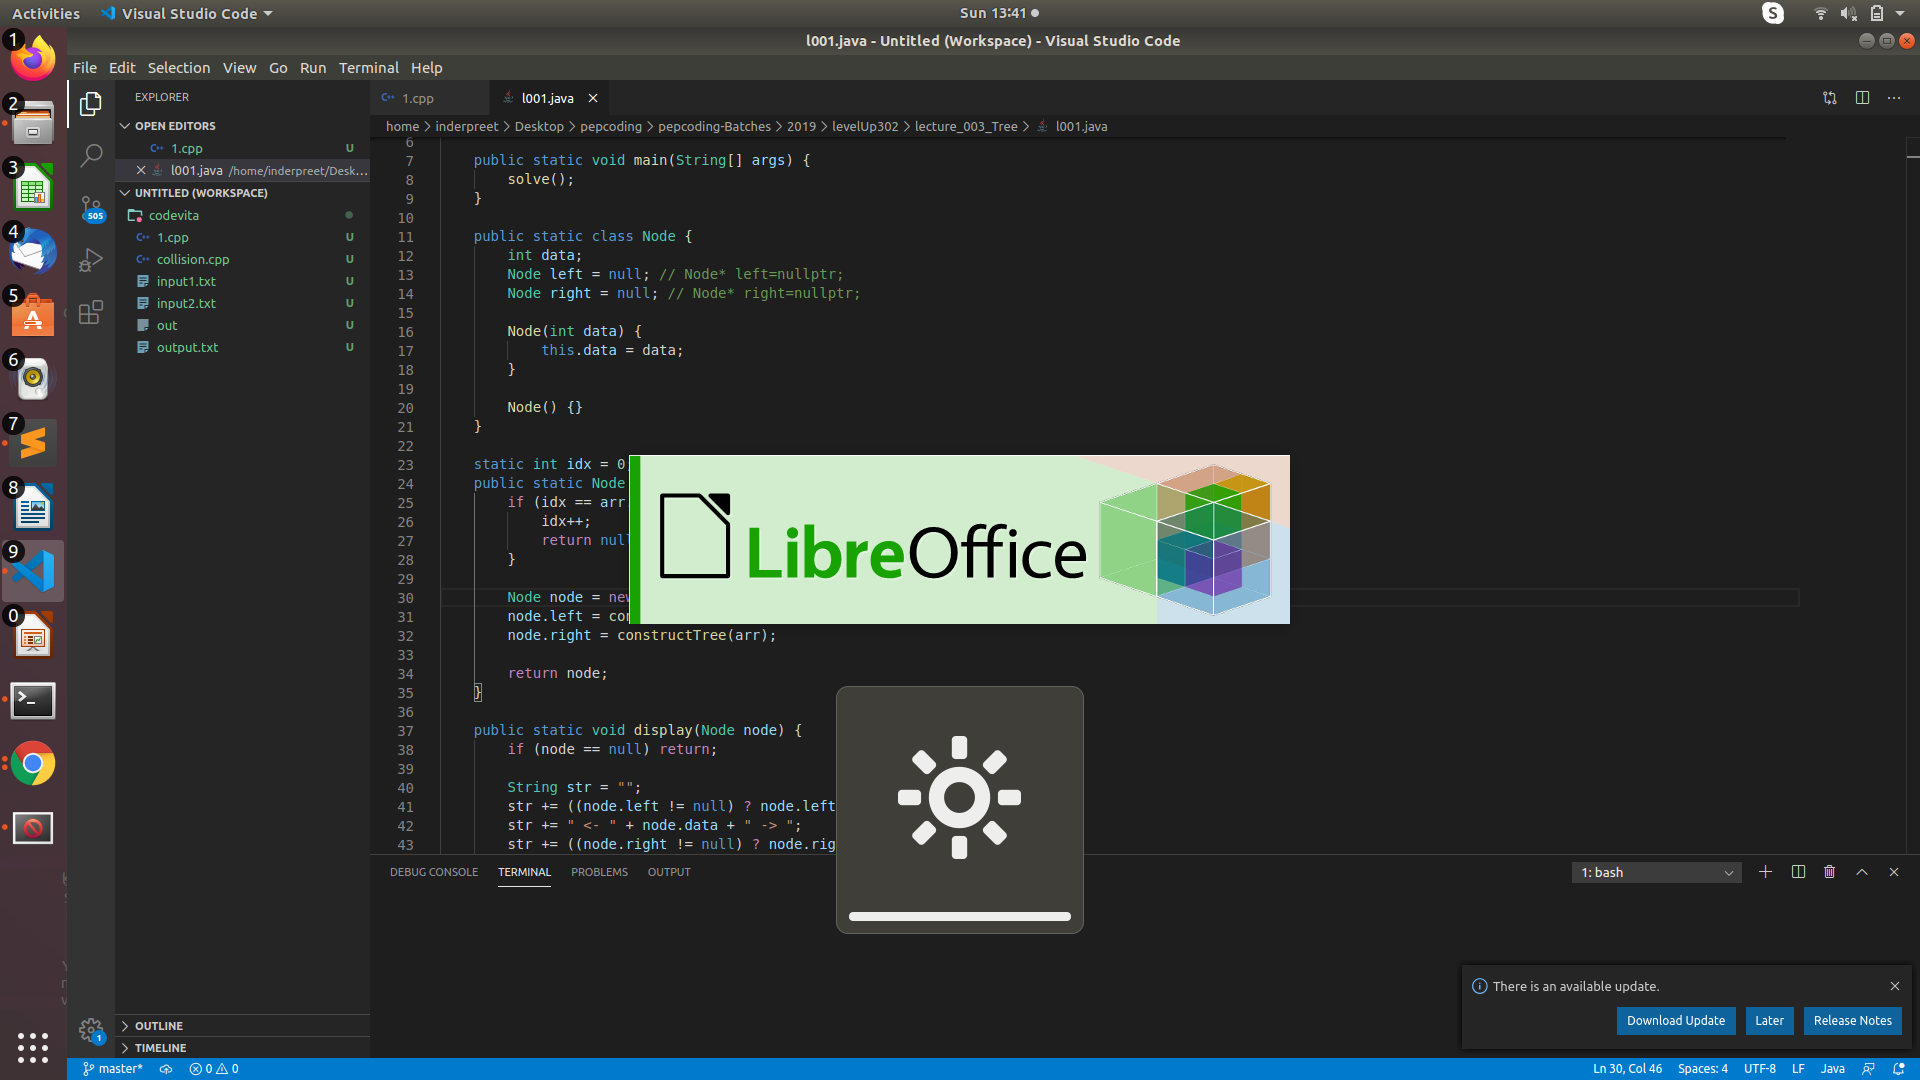 Activities
Visual Studio Code
Sun 13:41
l001.java - Untitled (Workspace) - Visual Studio Code
File Edit Selection View Go Run Terminal Help
1
2
3
4
5
6
7
8
9
0
505
1
EXPLORER
OPEN EDITORS
1.cpp U
l001.java /home/inderpreet/Desk...
UNTITLED (WORKSPACE)
codevita
1.cpp U
collision.cpp U
input1.txt U
input2.txt U
out U
output.txt U
OUTLINE
TIMELINE
1.cpp
l001.java
home > inderpreet > Desktop > pepcoding > pepcoding-Batches > 2019 > levelUp302 > lecture_003_Tree > l001.java
6
7 public static void main(String[] args) {
8 solve();
9 }
10
11 public static class Node {
12 int data;
13 Node left = null; // Node* left=nullptr;
14 Node right = null; // Node* right=nullptr;
15
16 Node(int data) {
17 this.data = data;
18 }
19
20 Node() {}
21 }
22
23 static int idx = 0
24 public static Node
25 if (idx == arr
26 idx++;
27 return null
28 }
29
30 Node node = new
31 node.left = con
32 node.right = constructTree(arr);
33
34 return node;
35 }
36
37 public static void display(Node node) {
38 if (node == null) return;
39
40 String str = "";
41 str += ((node.left != null) ? node.left
42 str += " <- " + node.data + " -> ";
43 str += ((node.right != null) ? node.rig
LibreOffice
DEBUG CONSOLE TERMINAL PROBLEMS OUTPUT
1: bash
There is an available update.
Download Update
Later
Release Notes
master* 0 0
Ln 30, Col 46 Spaces: 4 UTF-8 LF Java